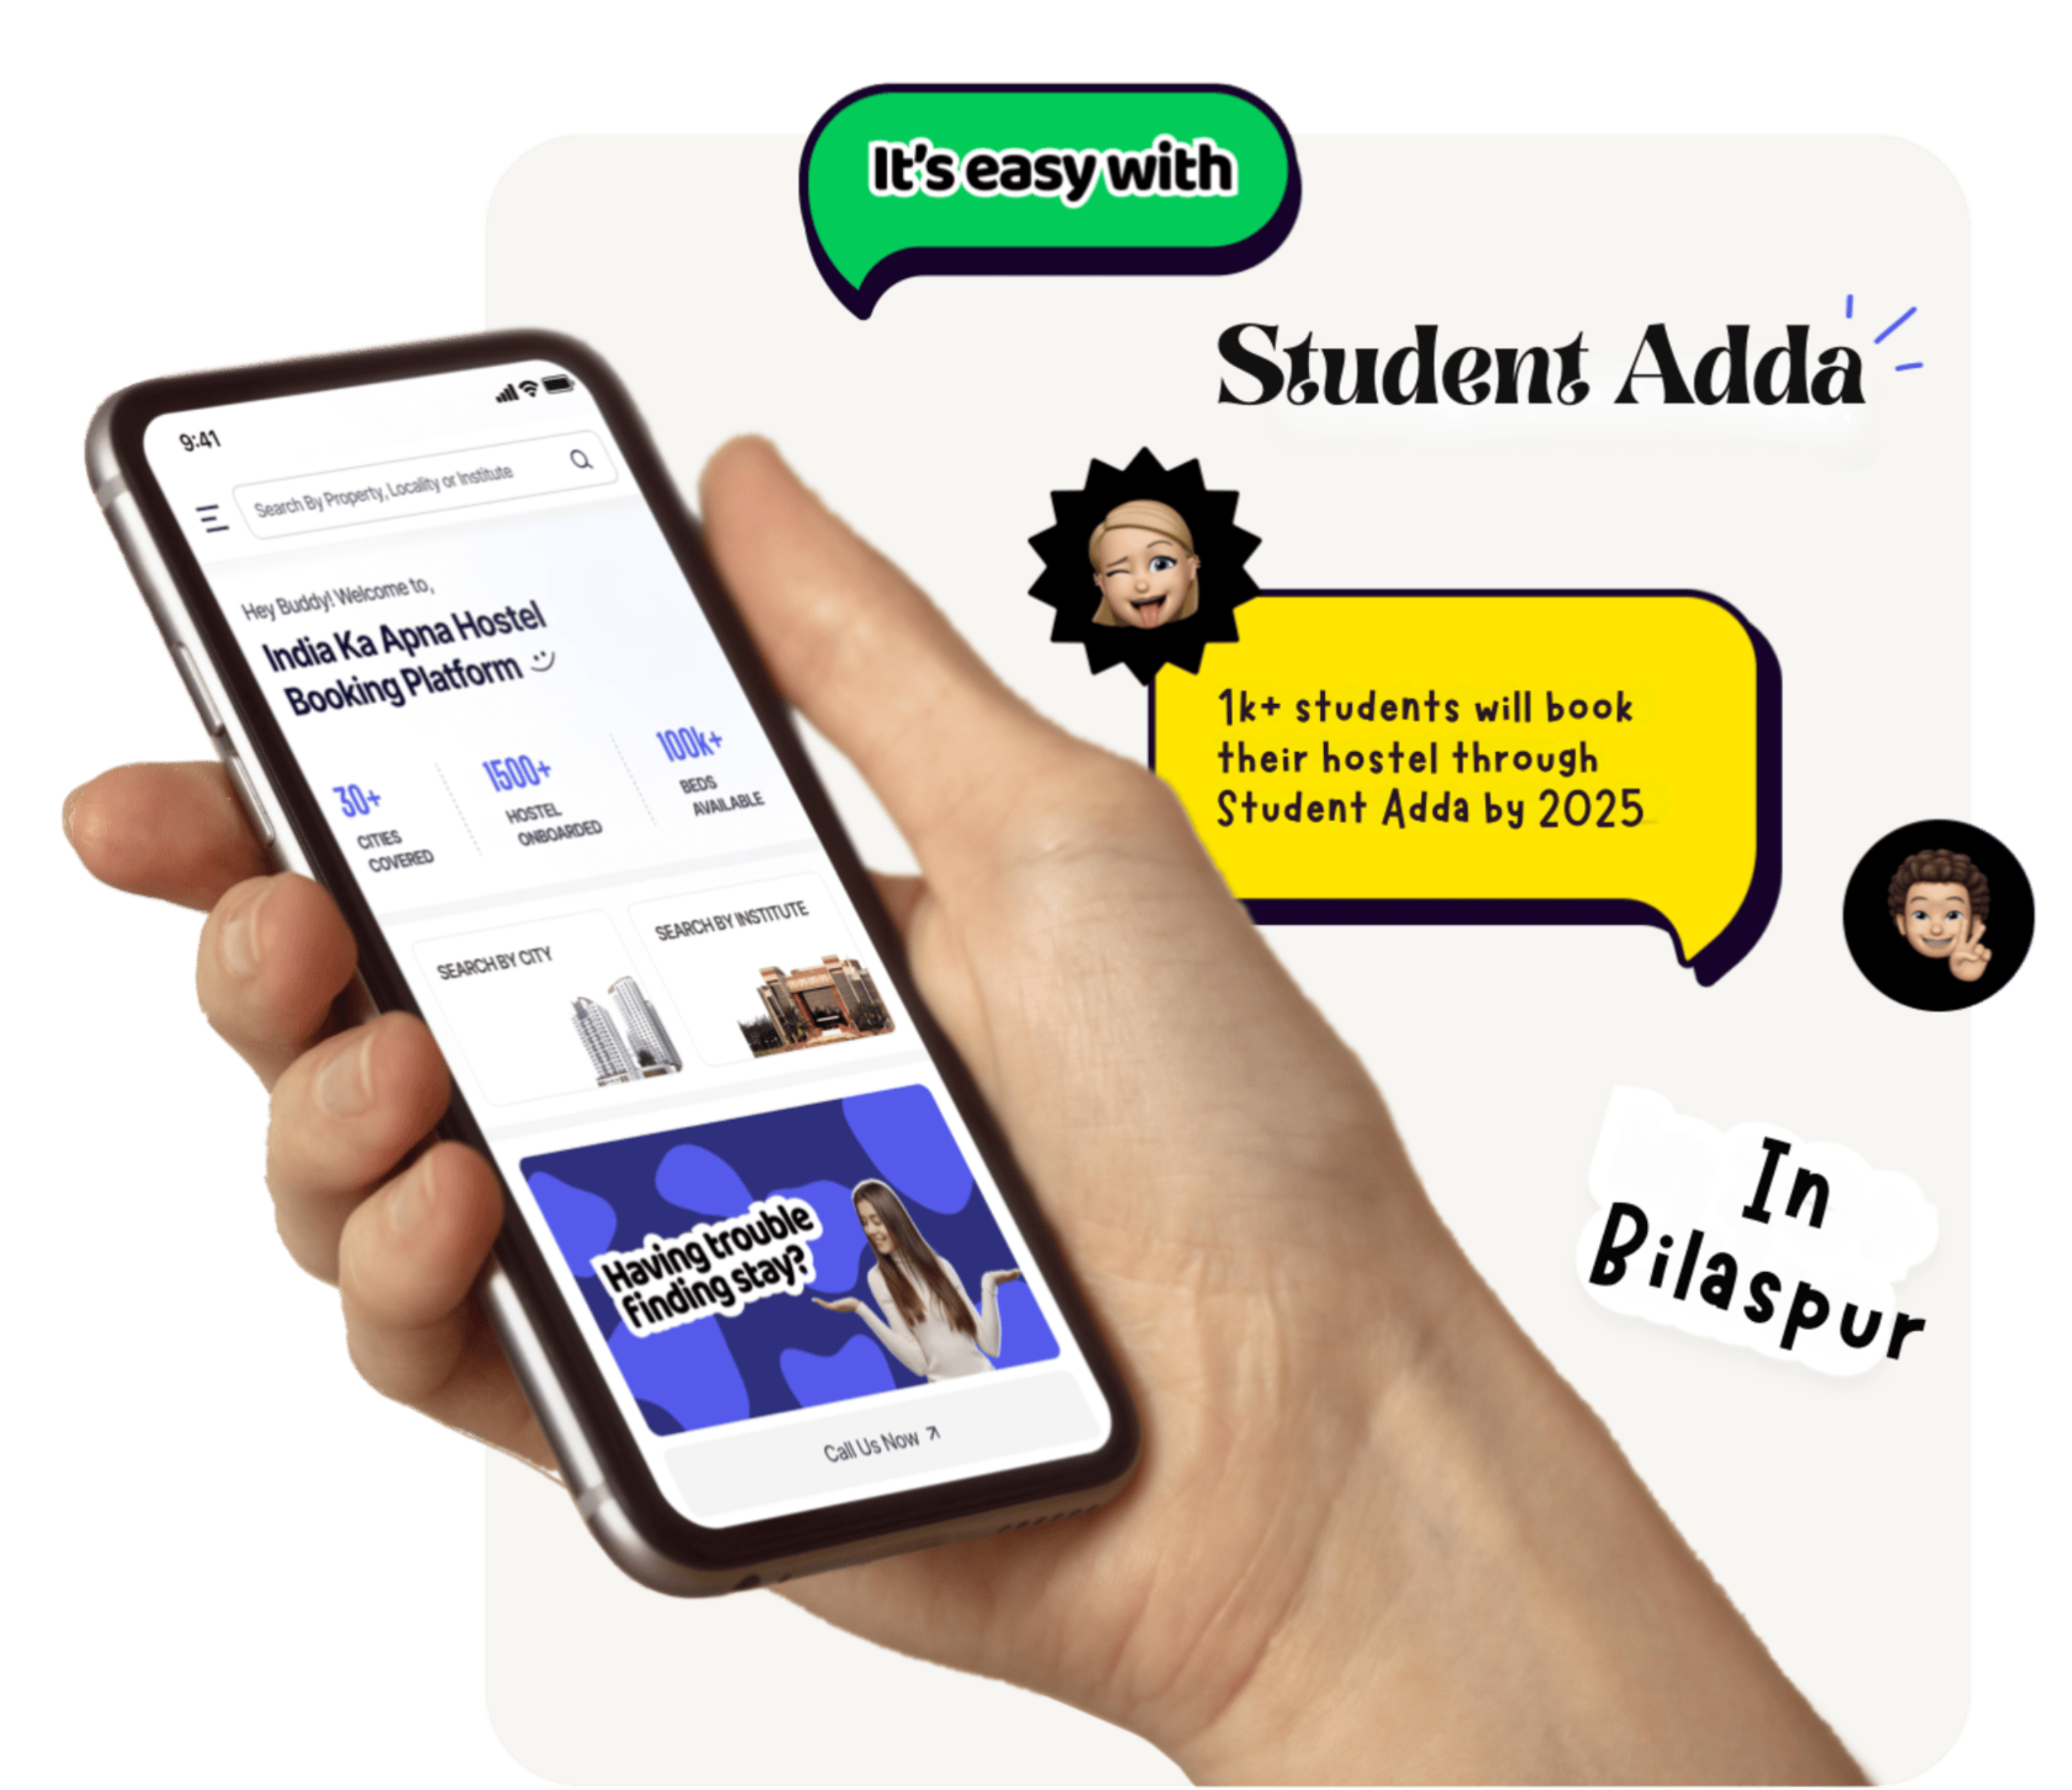 It's easy with
Student Adda
9:41
Search By Property, Locality or Institute
Hey Buddy! Welcome to,
India Ka Apna Hostel
Booking Platform
30+
CITIES
COVERED
1500+
HOSTEL
ONBOARDED
100k+
BEDS
AVAILABLE
SEARCH BY CITY
SEARCH BY INSTITUTE
Having trouble
finding stay?
Call Us Now
1k+ students will book
their hostel through
Student Adda by 2025
In
Bilaspur